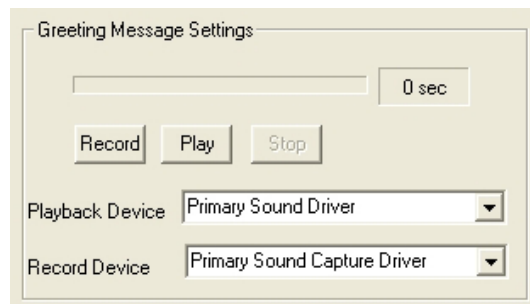 Greeting Message Settings
0 sec
Record Play Stop
Playback Device Primary Sound Driver
Record Device Primary Sound Capture Driver